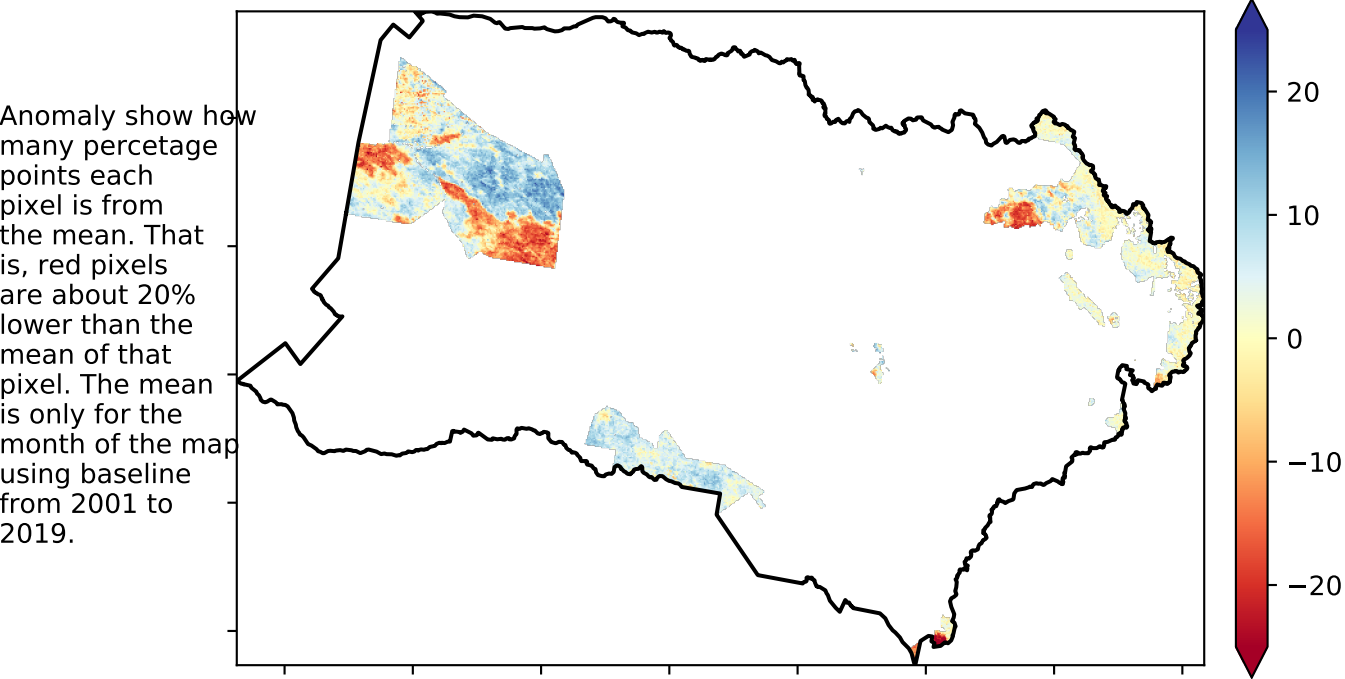 Anomaly show how
many percetage
points each
pixel is from
the mean. That
is, red pixels
are about 20%
lower than the
mean of that
pixel. The mean
is only for the
month of the map
using baseline
from 2001 to
2019.
20
10
0
−10
−20